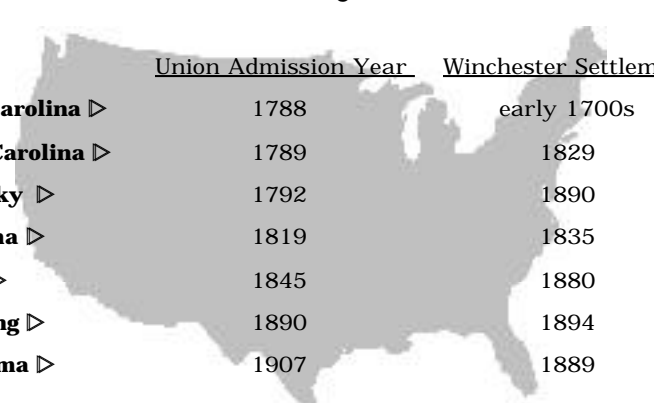 Union Admission Year Winchester Settlem
arolina ▷ 1788 early 1700s
Carolina ▷ 1789 1829
ky ▷ 1792 1890
na ▷ 1819 1835
▷ 1845 1880
ng ▷ 1890 1894
ma ▷ 1907 1889